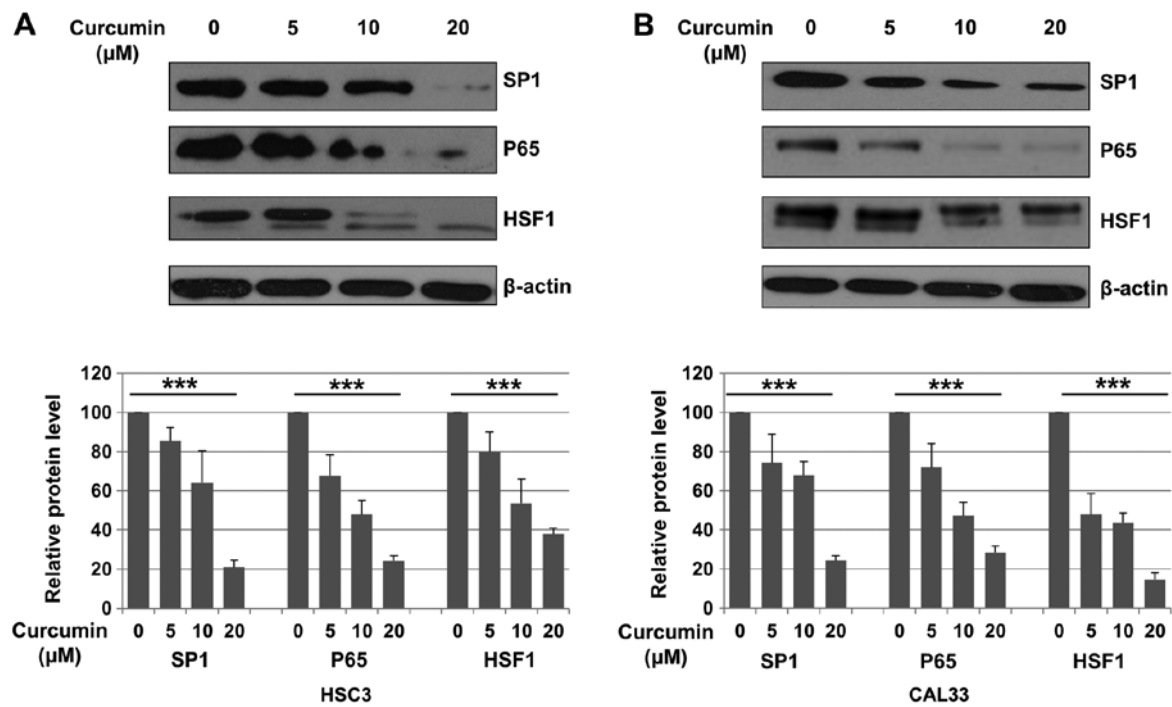 A
Curcumin (µM) 0 5 10 20
SP1
P65
HSF1
β-actin
120
100
80
60
40
20
0
Relative protein level
*** *** ***
Curcumin (µM) 0 5 10 20 0 5 10 20 0 5 10 20
SP1 P65 HSF1
HSC3
B
Curcumin (µM) 0 5 10 20
SP1
P65
HSF1
β-actin
120
100
80
60
40
20
0
Relative protein level
*** *** ***
Curcumin (µM) 0 5 10 20 0 5 10 20 0 5 10 20
SP1 P65 HSF1
CAL33